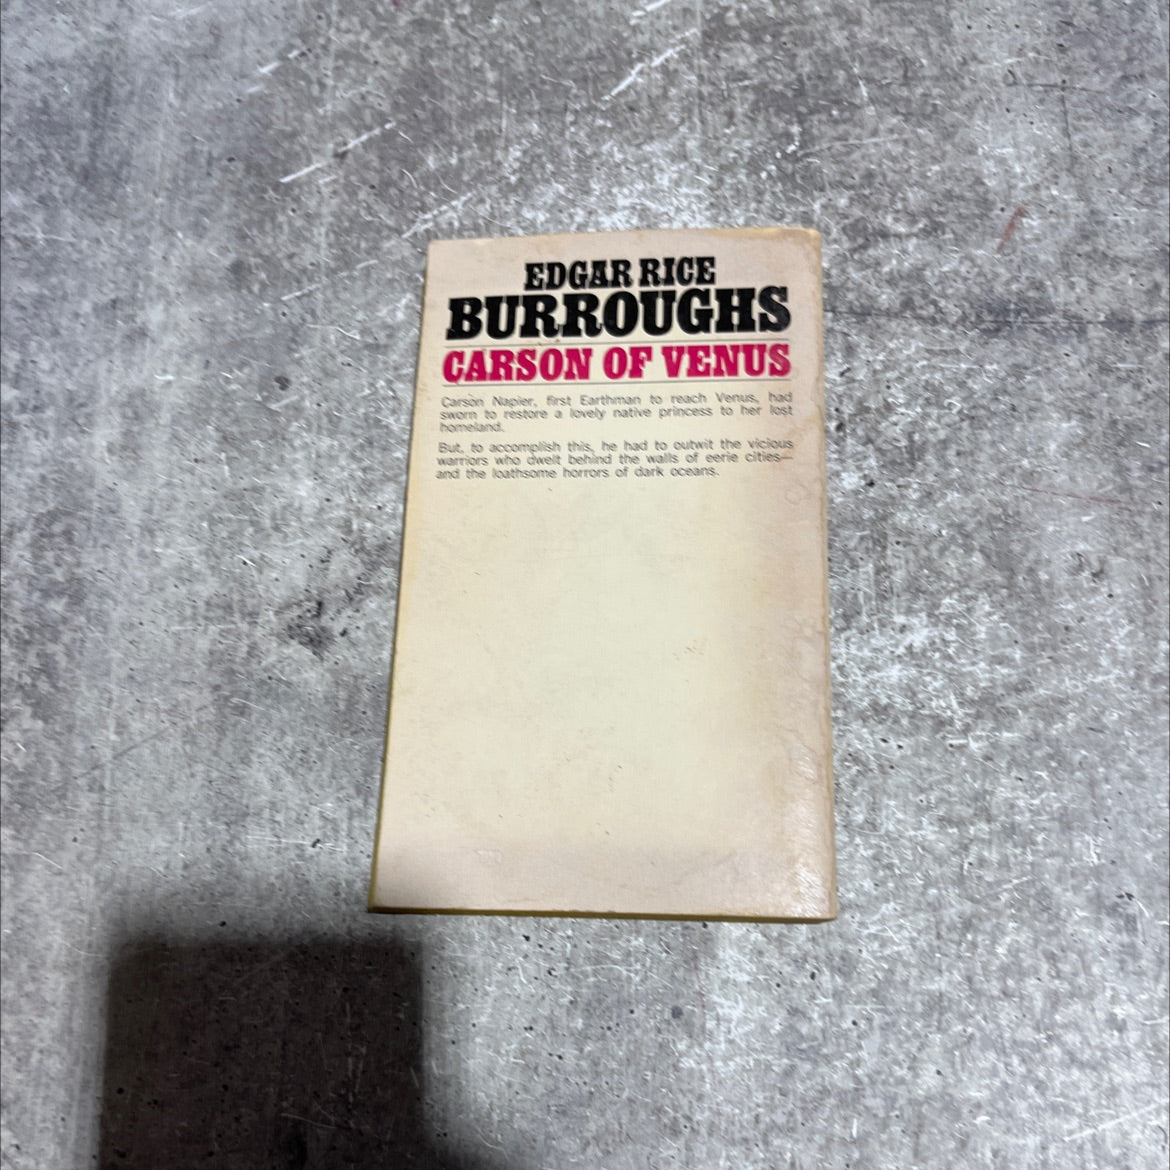 EDGAR RICE
BURROUGHS
CARSON OF VENUS
Carson Napier, first Earthman to reach Venus, had
sworn to restore a lovely native princess to her lost
homeland.
But, to accomplish this, he had to outwit the vicious
warriors who dwelt behind the walls of eerie cities—
and the loathsome horrors of dark oceans.